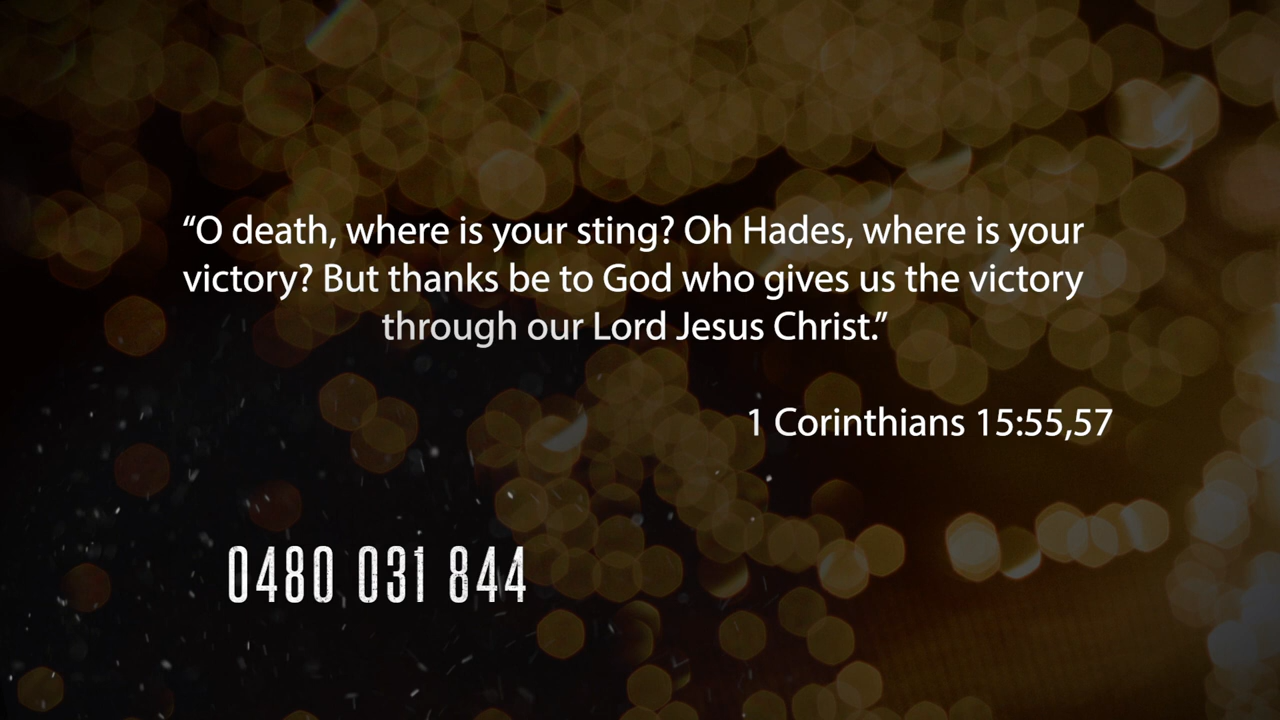 “O death, where is your sting? Oh Hades, where is your
victory? But thanks be to God who gives us the victory
through our Lord Jesus Christ.”
1 Corinthians 15:55,57
0480 031 844